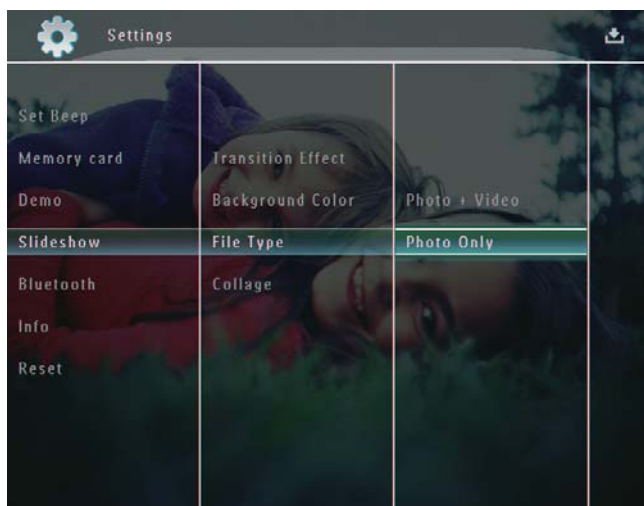 Settings
Set Beep
Memory card
Demo
Slideshow
Bluetooth
Info
Reset
Transition Effect
Background Color
File Type
Collage
Photo + Video
Photo Only